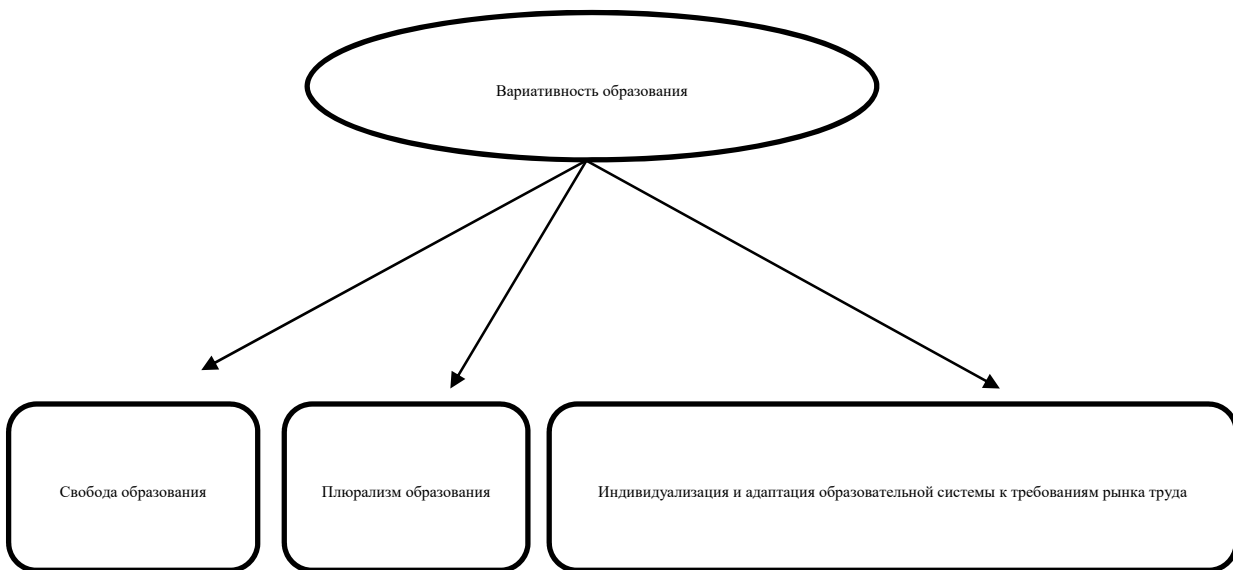 Вариативность образования
Свобода образования
Плюрализм образования
Индивидуализация и адаптация образовательной системы к требованиям рынка труда